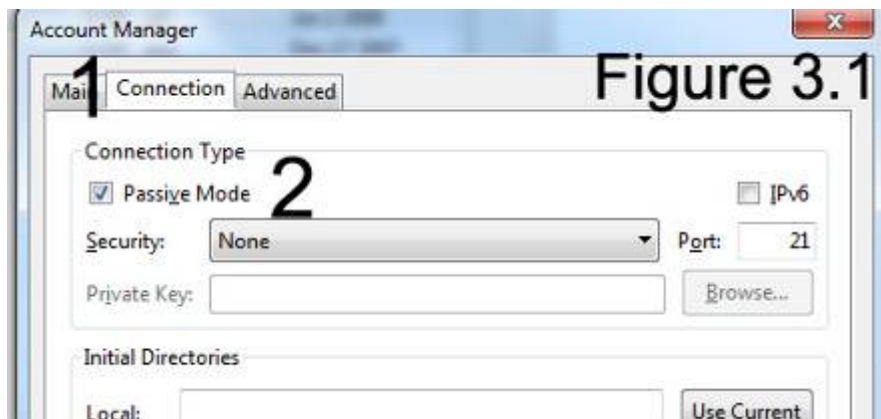 Account Manager
1
Figure 3.1
Main Connection Advanced
Connection Type
2
Passive Mode IPv6
Security: None Port: 21
Private Key: Browse...
Initial Directories
Local: Use Current